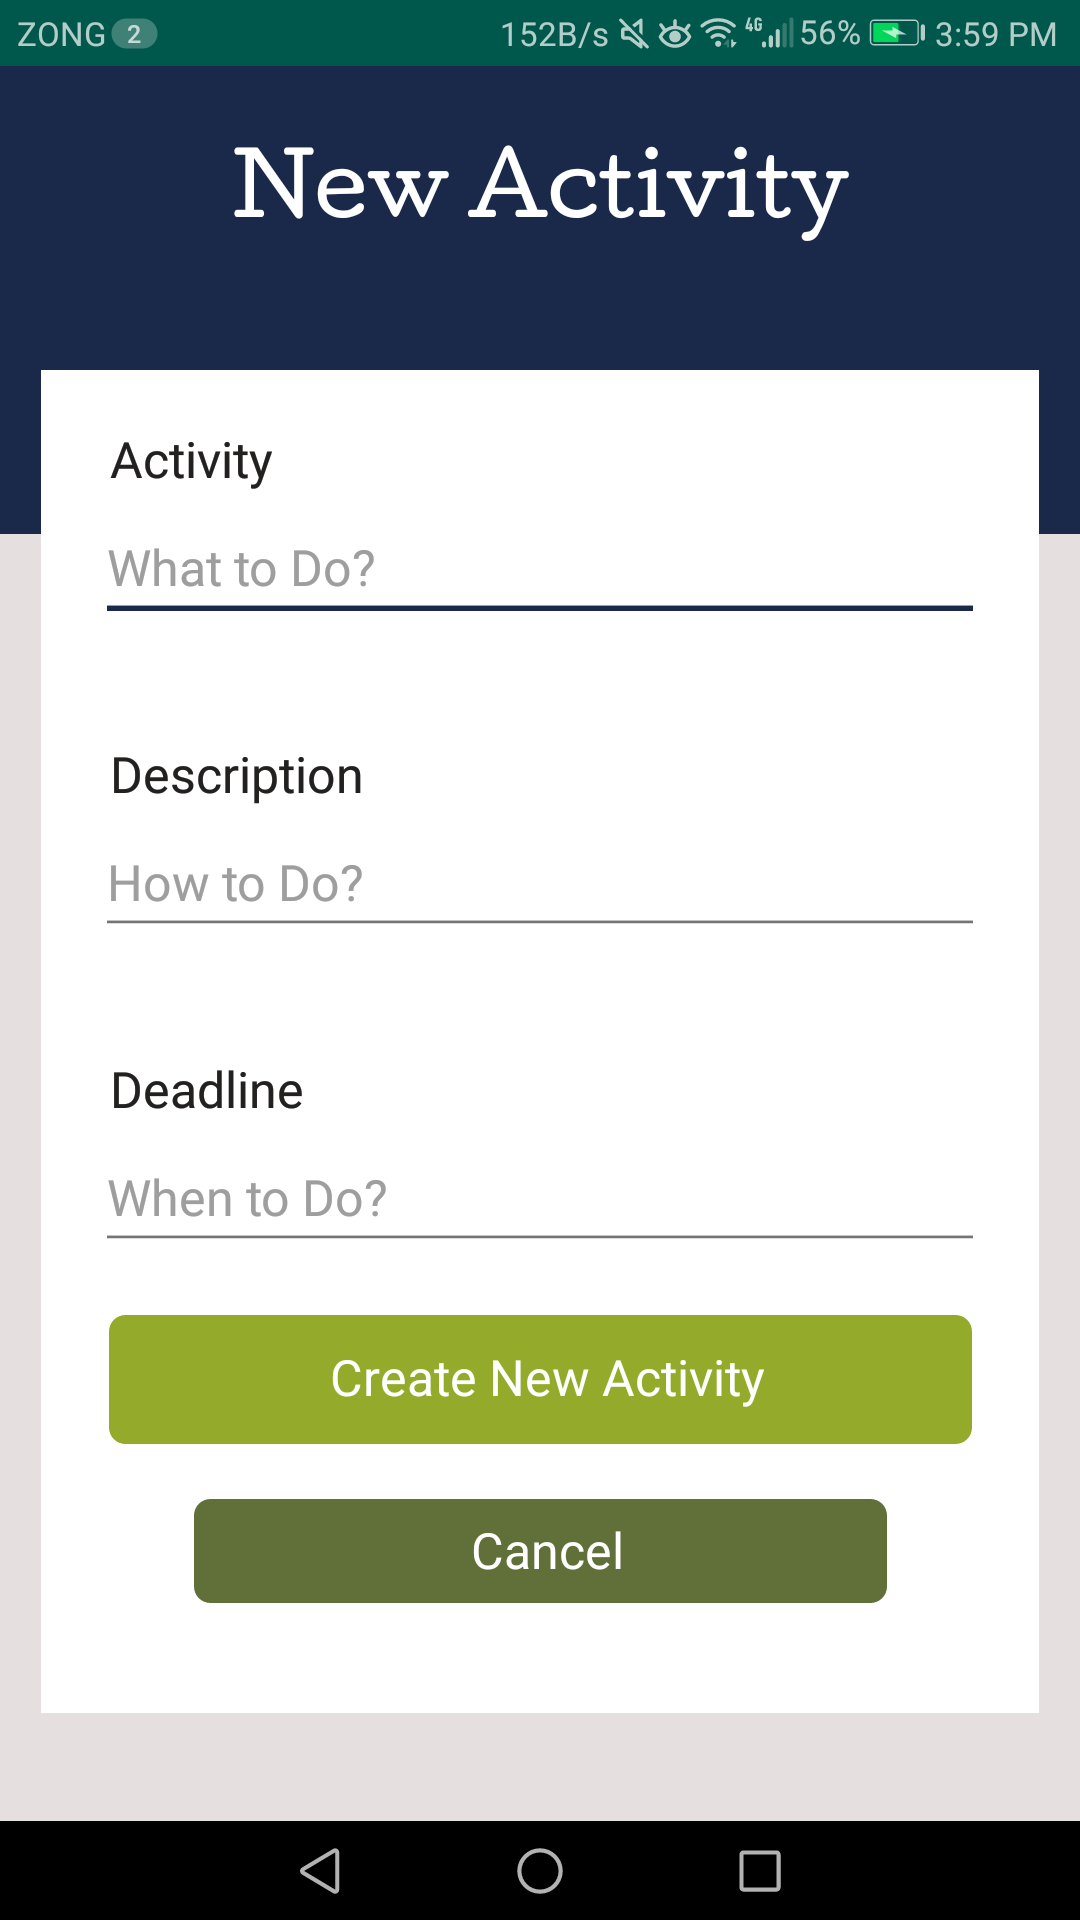 ZONG 2 152B/s 4G 56% 3:59 PM
New Activity
Activity
What to Do?
Description
How to Do?
Deadline
When to Do?
Create New Activity
Cancel